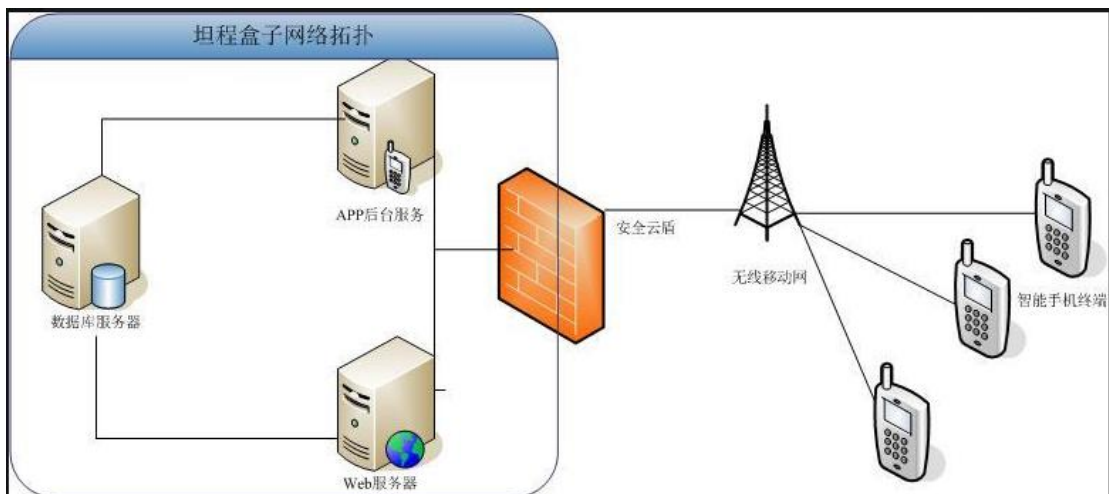 坦程盒子网络拓扑
APP后台服务
安全云盾
无线移动网
智能手机终端
数据库服务器
Web服务器